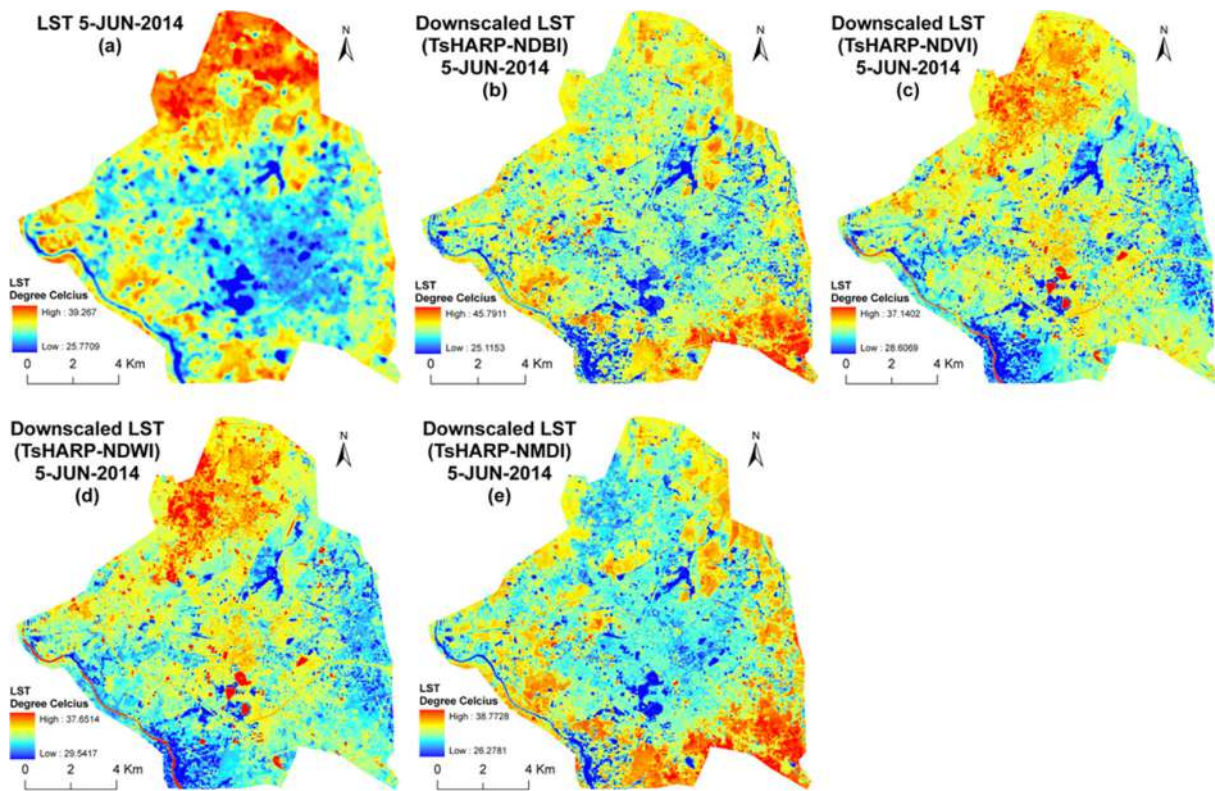 LST 5-JUN-2014
(a)
N
LST
Degree Celcius
High : 39.267
Low : 25.7709
0 2 4 Km
Downscaled LST
(TsHARP-NDBI)
5-JUN-2014
(b)
N
LST
Degree Celcius
High : 45.7911
Low : 25.1153
0 2 4 Km
Downscaled LST
(TsHARP-NDVI)
5-JUN-2014
(c)
N
LST
Degree Celcius
High : 37.1402
Low : 28.6069
0 2 4 Km
Downscaled LST
(TsHARP-NDWI)
5-JUN-2014
(d)
N
LST
Degree Celcius
High : 37.6514
Low : 29.5417
0 2 4 Km
Downscaled LST
(TsHARP-NMDI)
5-JUN-2014
(e)
N
LST
Degree Celcius
High : 38.7728
Low : 26.2781
0 2 4 Km